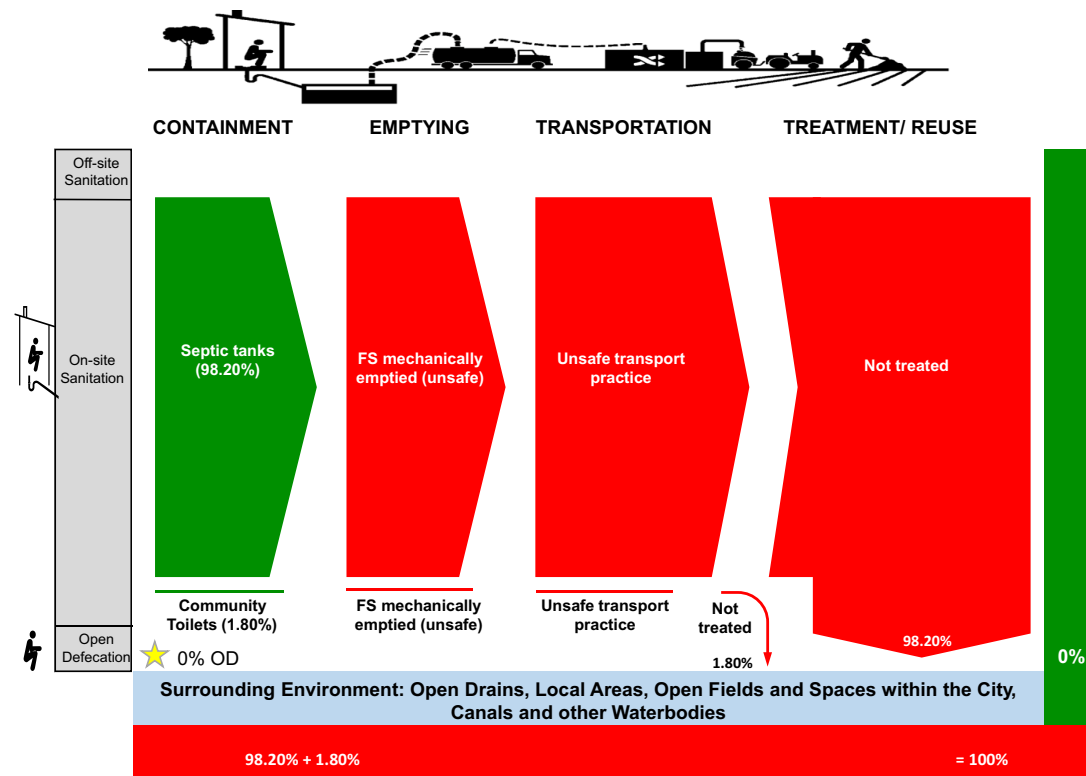 CONTAINMENT
EMPTYING
TRANSPORTATION
TREATMENT/ REUSE
Off-site
Sanitation
On-site
Sanitation
Open
Defecation
Septic tanks
(98.20%)
FS mechanically
emptied (unsafe)
Unsafe transport
practice
Not treated
Community
Toilets (1.80%)
FS mechanically
emptied (unsafe)
Unsafe transport
practice
Not
treated
1.80%
98.20%
0% OD
0%
Surrounding Environment: Open Drains, Local Areas, Open Fields and Spaces within the City,
Canals and other Waterbodies
98.20% + 1.80%
= 100%